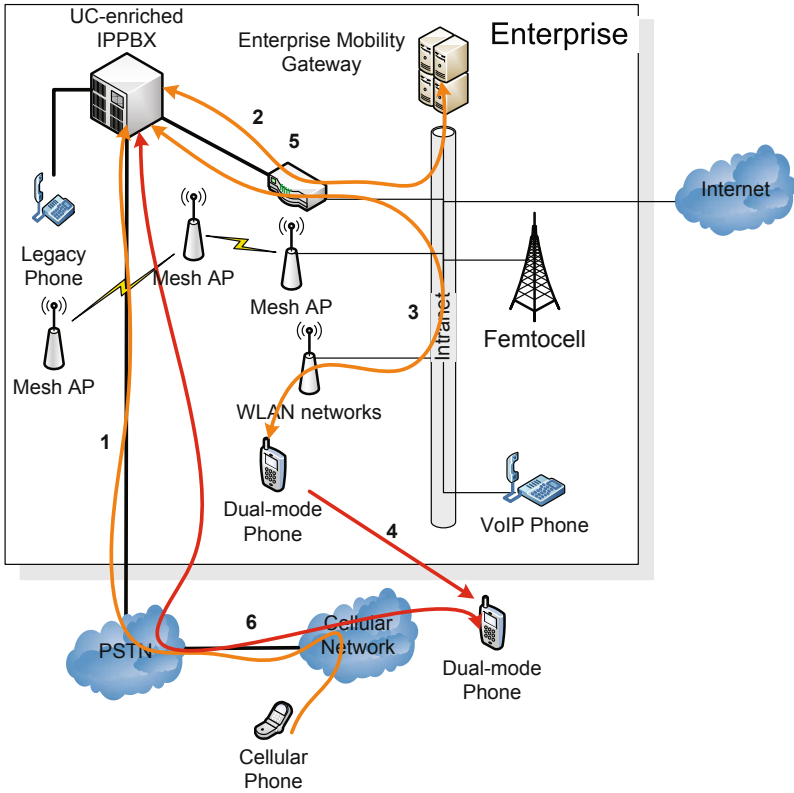 UC-enriched
IPPBX
Enterprise Mobility
Gateway
Enterprise
2
5
Internet
Legacy
Phone
Mesh AP
Mesh AP
3
Intranet
Femtocell
Mesh AP
WLAN networks
1
Dual-mode
Phone
VoIP Phone
4
6
PSTN
Cellular
Network
Dual-mode
Phone
Cellular
Phone